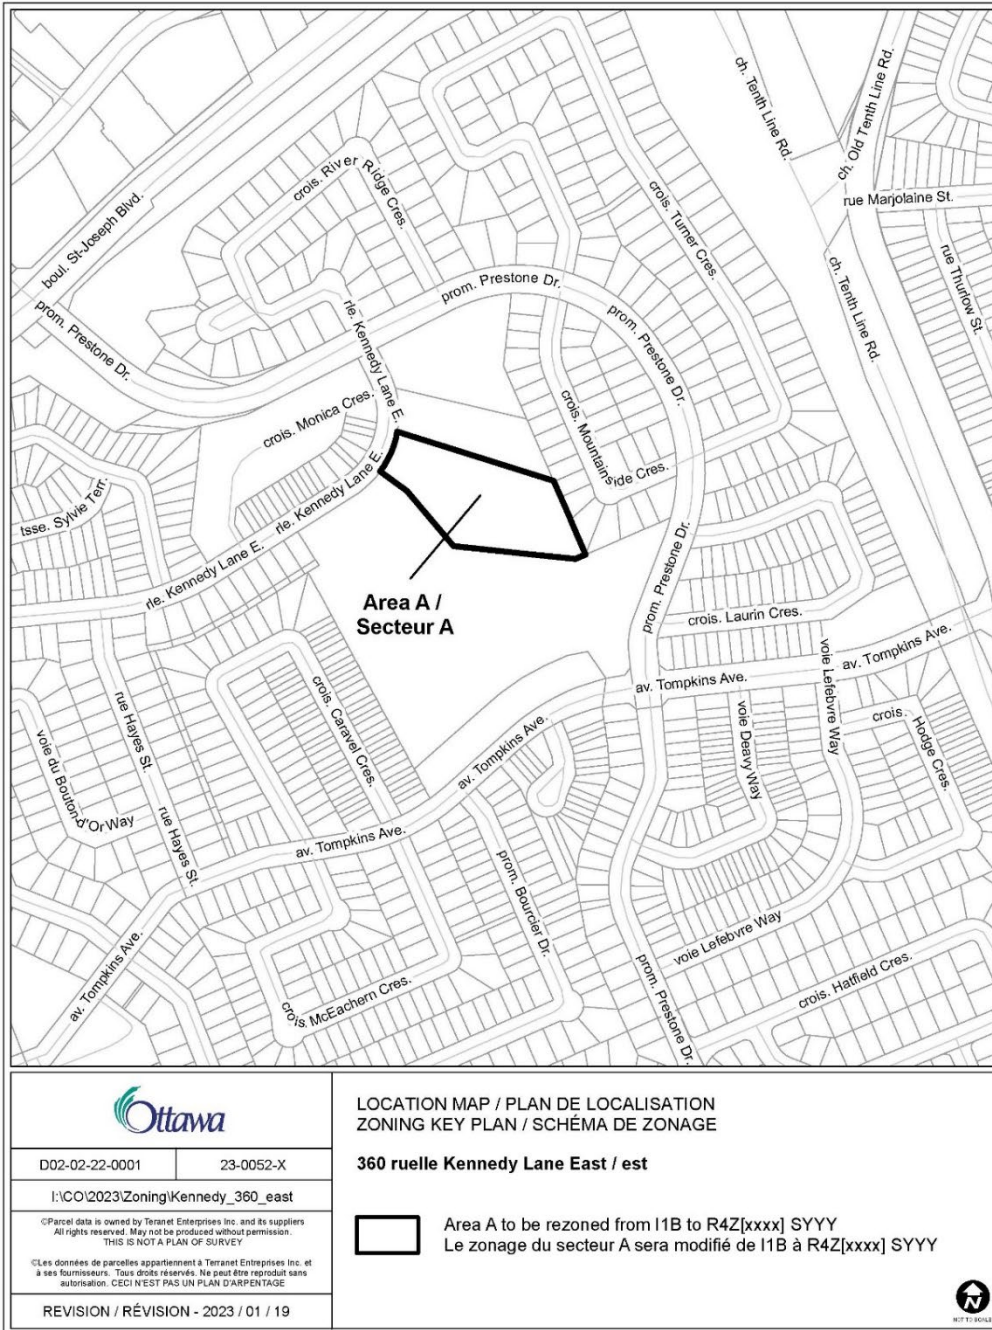 ch. Tenth Line Rd.
ch. Old Tenth Line Rd.
crois. River Ridge Cres.
crois. Turner Cres.
rue Marjolaine St.
boul. St-Joseph Blvd.
rue Thurlow St.
prom. Prestone Dr.
ch. Tenth Line Rd.
prom. Prestone Dr.
rle. Kennedy Lane E.
prom. Prestone Dr.
crois. Monica Cres.
crois. Mountainside Cres.
rle. Kennedy Lane E.
tsse. Sylvie Terr.
rle. Kennedy Lane E.
prom. Prestone Dr.
Area A /
Secteur A
crois. Laurin Cres.
voie Lefebvre Way
av. Tompkins Ave.
av. Tompkins Ave.
crois. Caravel Cres.
rue Hayes St.
voie Deavy Way
crois. Hodge Cres.
av. Tompkins Ave.
voie du Bouton d'Or Way
rue Hayes St.
av. Tompkins Ave.
prom. Bourcier Dr.
voie Lefebvre Way
av. Tompkins Ave.
crois. McEachern Cres.
prom. Prestone Dr.
crois. Hatfield Cres.
Ottawa
D02-02-22-0001
23-0052-X
I:\CO\2023\Zoning\Kennedy_360_east
©Parcel data is owned by Teranet Enterprises Inc. and its suppliers
All rights reserved. May not be produced without permission.
THIS IS NOT A PLAN OF SURVEY
©Les données de parcelles appartiennent à Terranet Entreprises Inc. et
à ses fournisseurs. Tous droits réservés. Ne peut être reproduit sans
autorisation. CECI N'EST PAS UN PLAN D'ARPENTAGE
REVISION / RÉVISION - 2023 / 01 / 19
LOCATION MAP / PLAN DE LOCALISATION
ZONING KEY PLAN / SCHÉMA DE ZONAGE
360 ruelle Kennedy Lane East / est
Area A to be rezoned from I1B to R4Z[xxxx] SYYY
Le zonage du secteur A sera modifié de I1B à R4Z[xxxx] SYYY
N
NOT TO SCALE